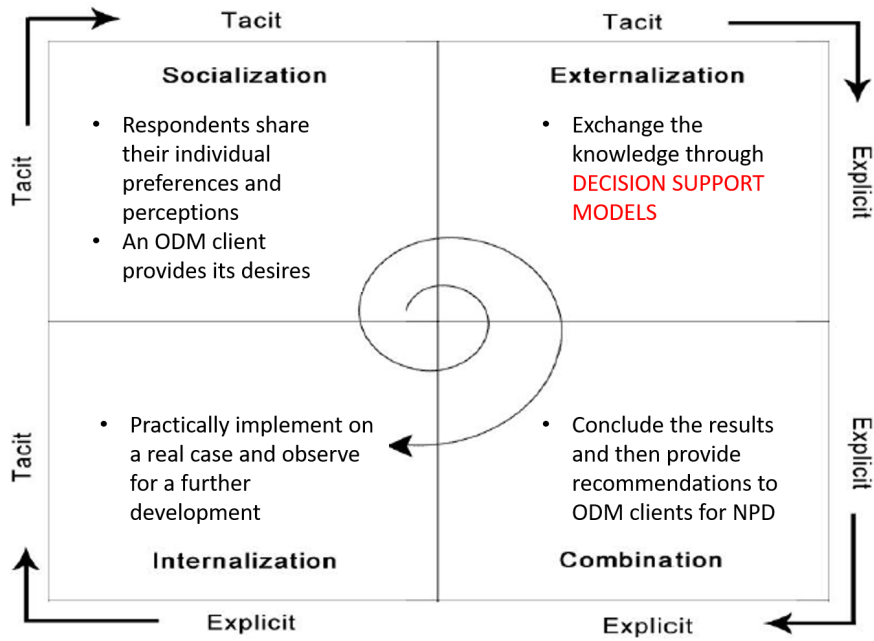 Tacit
Tacit
Tacit
Socialization
• Respondents share
their individual
preferences and
perceptions
• An ODM client
provides its desires
Externalization
• Exchange the
knowledge through
DECISION SUPPORT
MODELS
Explicit
Tacit
• Practically implement on
a real case and observe
for a further
development
Internalization
• Conclude the results
and then provide
recommendations to
ODM clients for NPD
Combination
Explicit
Explicit
Explicit